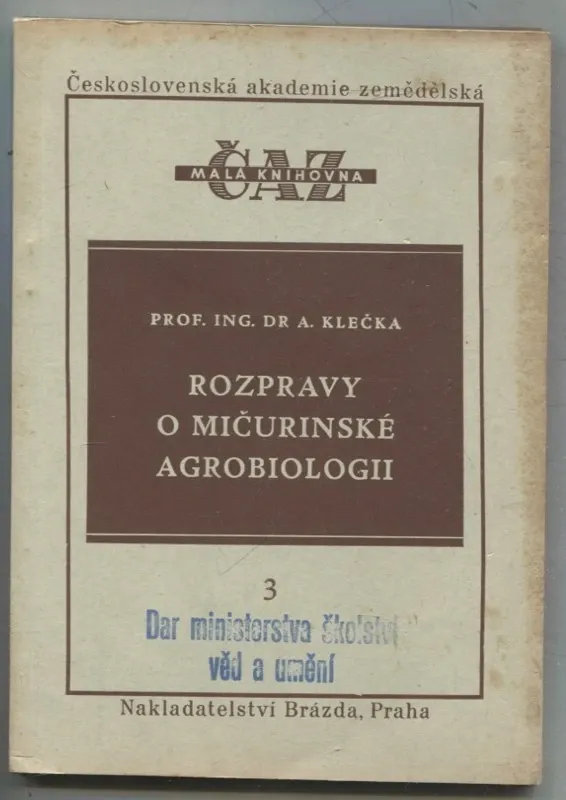 Československá akademie zemědělská
ČAZ
MALÁ KNIHOVNA
PROF. ING. DR A. KLEČKA
ROZPRAVY
O MIČURINSKÉ
AGROBIOLOGII
3
Dar ministerstva školství
věd a umění
Nakladatelství Brázda, Praha